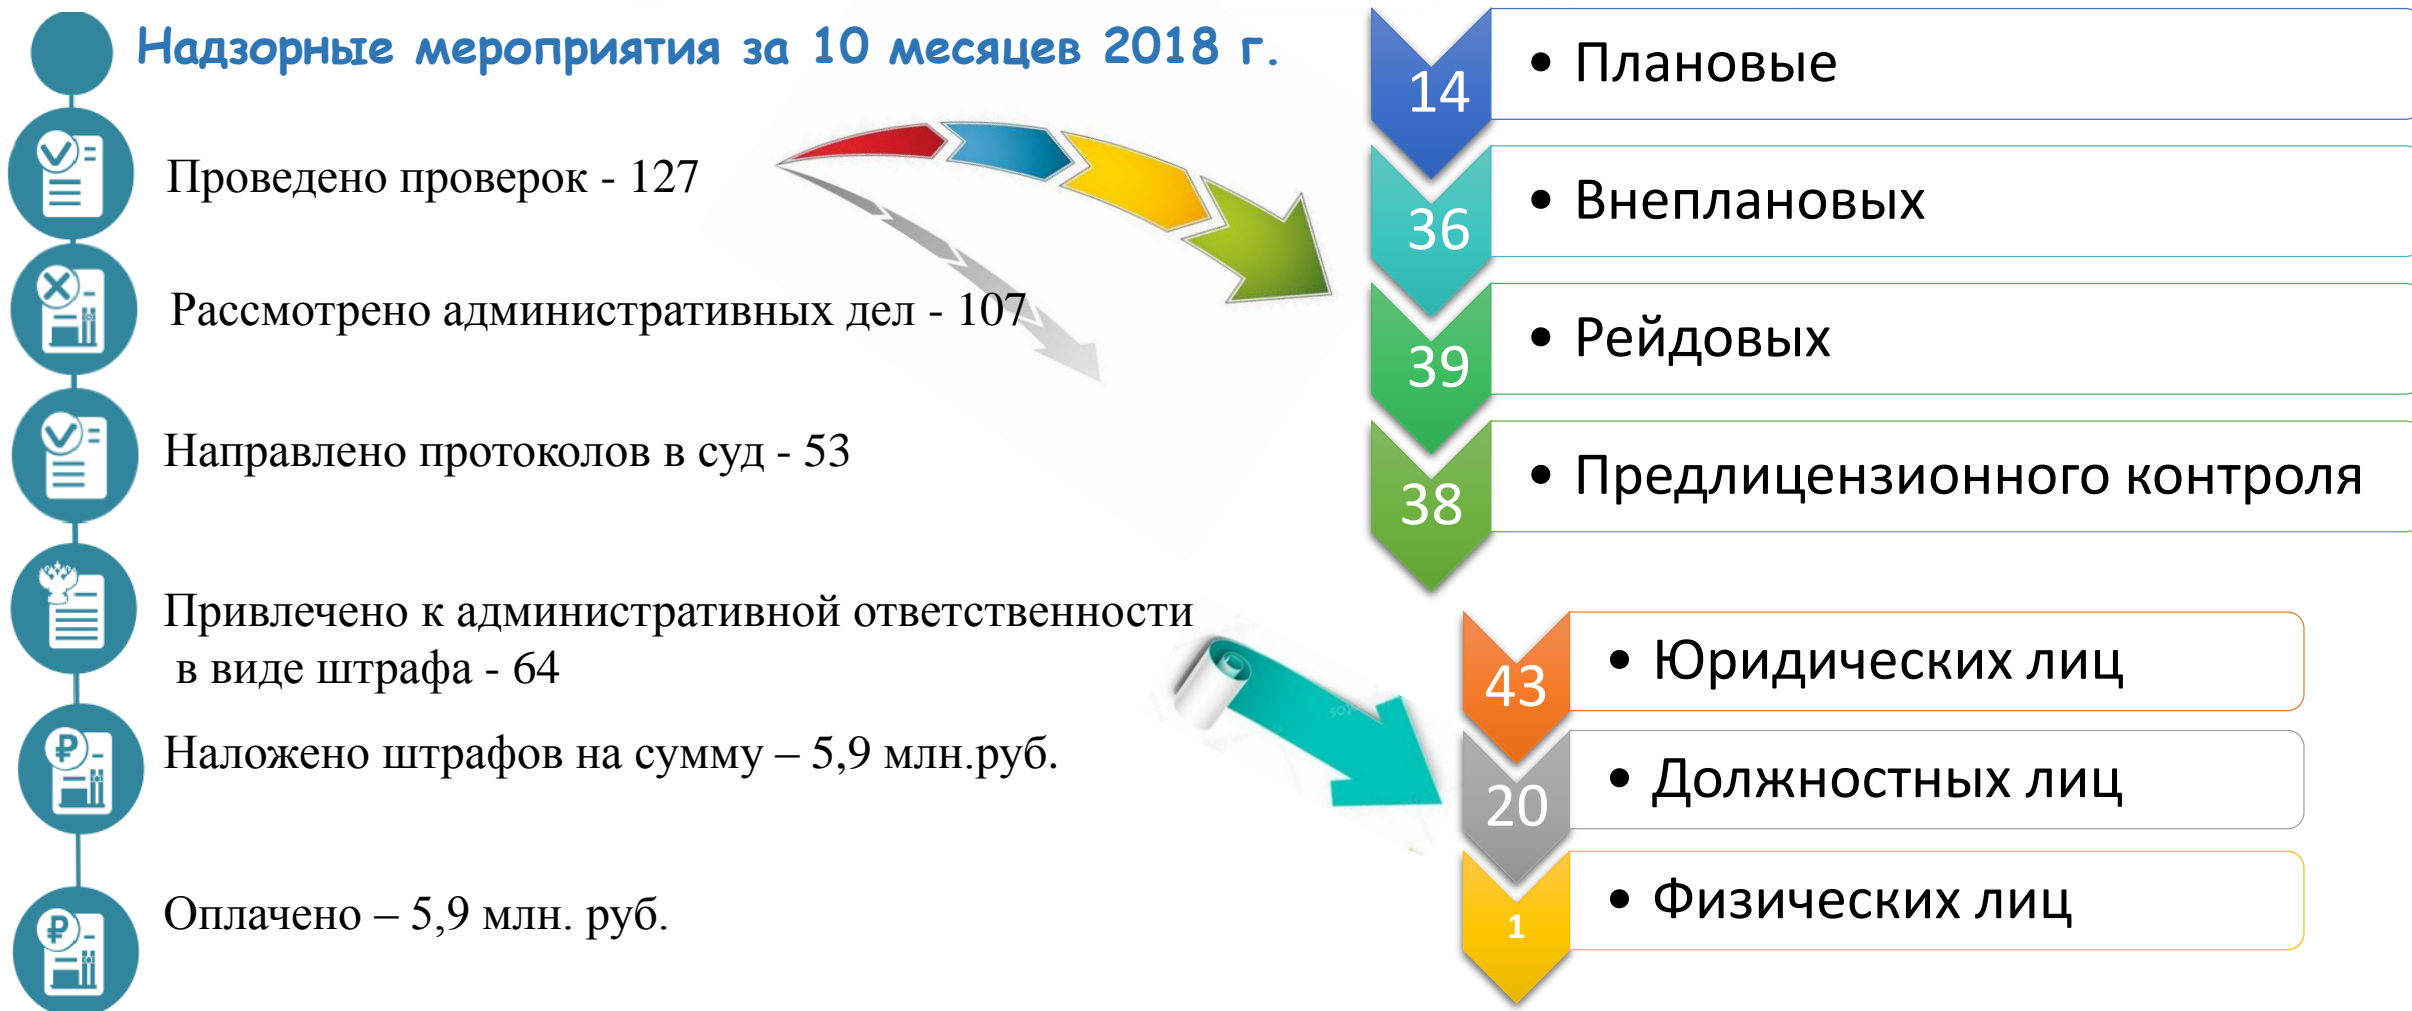 Надзорные мероприятия за 10 месяцев 2018 г.
Проведено проверок - 127
Рассмотрено административных дел - 107
Направлено протоколов в суд - 53
Привлечено к административной ответственности
в виде штрафа - 64
Наложено штрафов на сумму – 5,9 млн.руб.
Оплачено – 5,9 млн. руб.
14 • Плановые
36 • Внеплановых
39 • Рейдовых
38 • Предлицензионного контроля
43 • Юридических лиц
20 • Должностных лиц
1 • Физических лиц